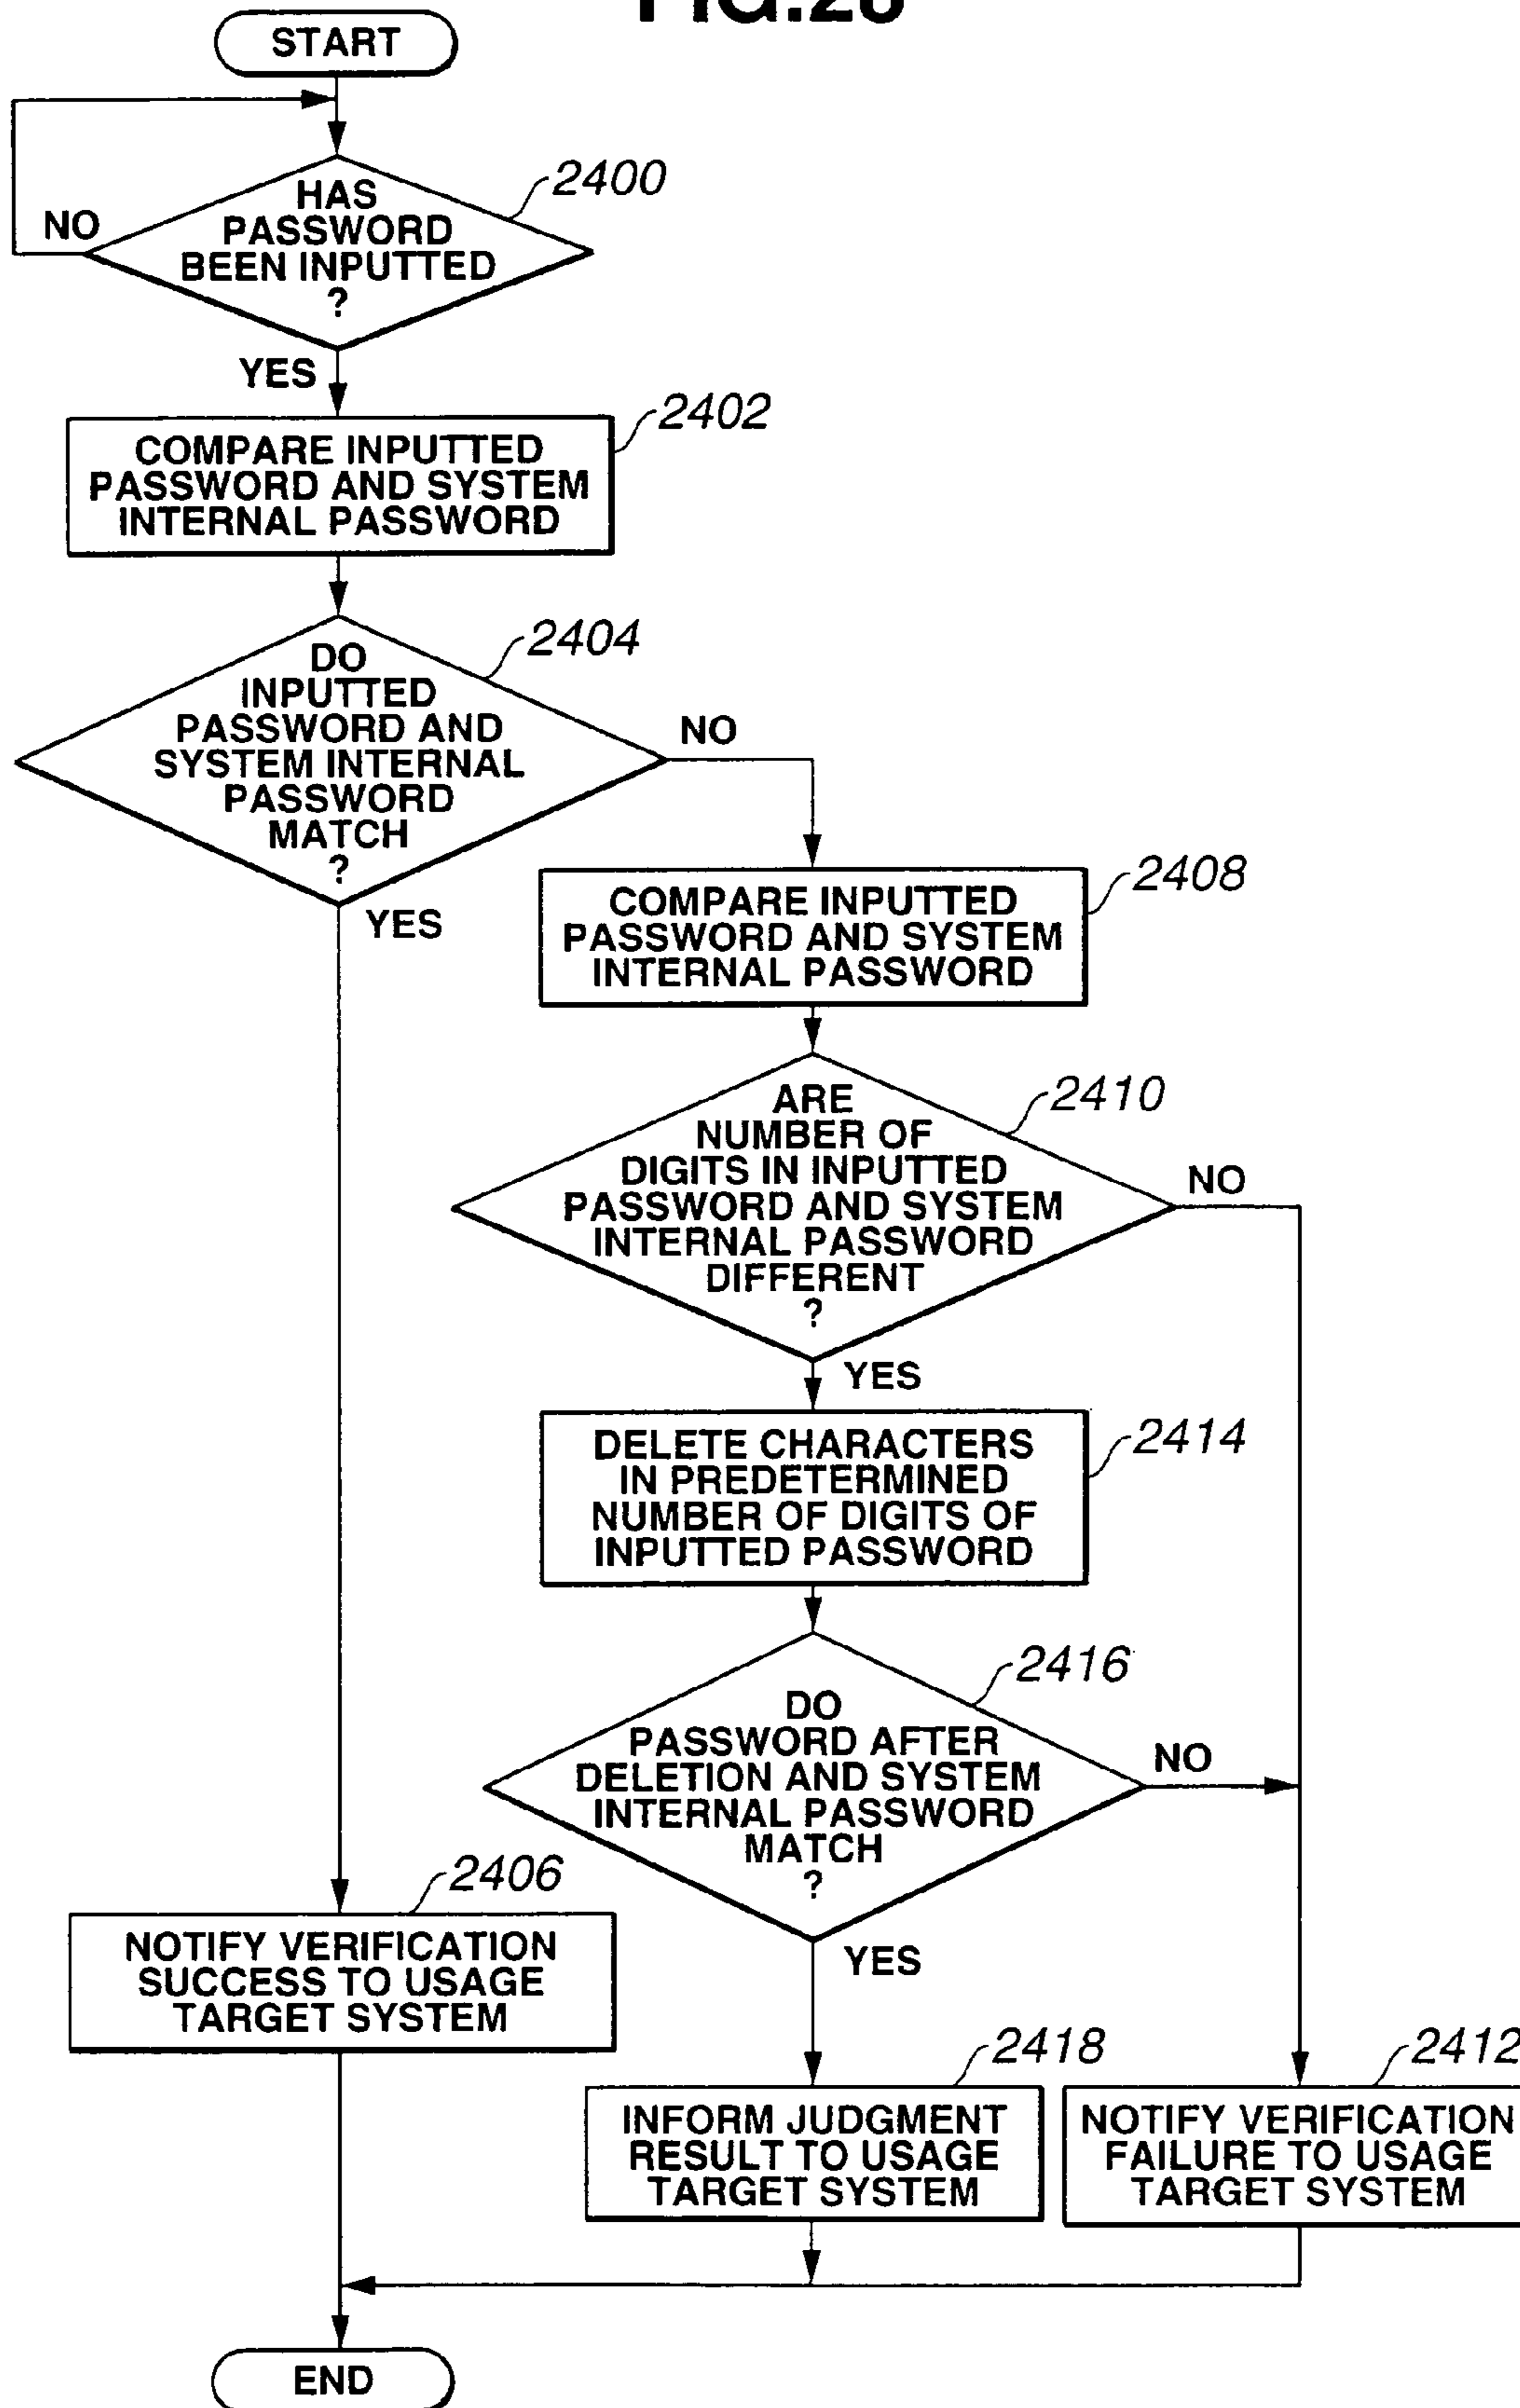 START
2400
HAS
PASSWORD
BEEN INPUTTED
?
NO
YES
2402
COMPARE INPUTTED
PASSWORD AND SYSTEM
INTERNAL PASSWORD
2404
DO
INPUTTED
PASSWORD AND
SYSTEM INTERNAL
PASSWORD
MATCH
?
NO
YES
2408
COMPARE INPUTTED
PASSWORD AND SYSTEM
INTERNAL PASSWORD
2410
ARE
NUMBER OF
DIGITS IN INPUTTED
PASSWORD AND SYSTEM
INTERNAL PASSWORD
DIFFERENT
?
NO
YES
2414
DELETE CHARACTERS
IN PREDETERMINED
NUMBER OF DIGITS OF
INPUTTED PASSWORD
2416
DO
PASSWORD AFTER
DELETION AND SYSTEM
INTERNAL PASSWORD
MATCH
?
NO
YES
2406
NOTIFY VERIFICATION
SUCCESS TO USAGE
TARGET SYSTEM
2418
INFORM JUDGMENT
RESULT TO USAGE
TARGET SYSTEM
2412
NOTIFY VERIFICATION
FAILURE TO USAGE
TARGET SYSTEM
END